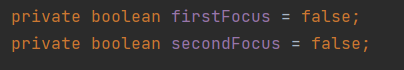 private boolean firstFocus = false;
private boolean secondFocus = false;